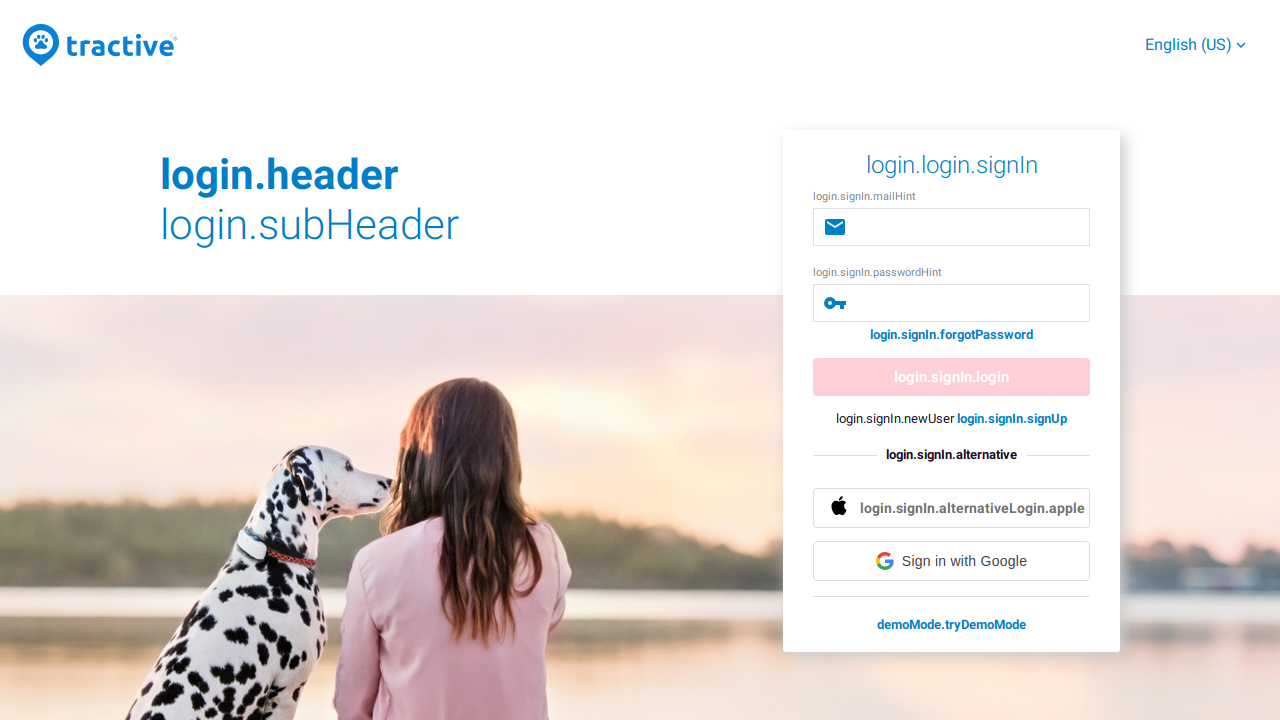 tractive®
English (US)
login.header
login.subHeader
login.login.signIn
login.signIn.mailHint
login.signIn.passwordHint
login.signIn.forgotPassword
login.signIn.login
login.signIn.newUser login.signIn.signUp
login.signIn.alternative
login.signIn.alternativeLogin.apple
Sign in with Google
demoMode.tryDemoMode